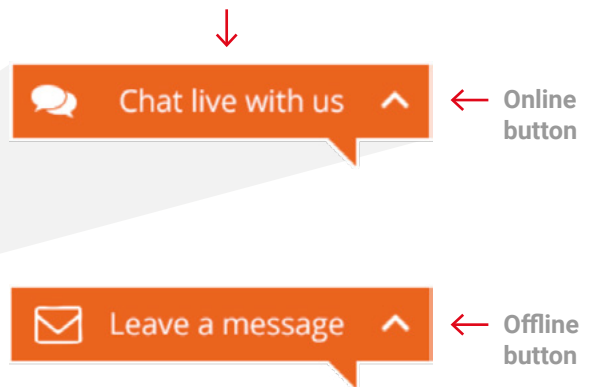 Chat live with us
Online
button
Leave a message
Offline
button